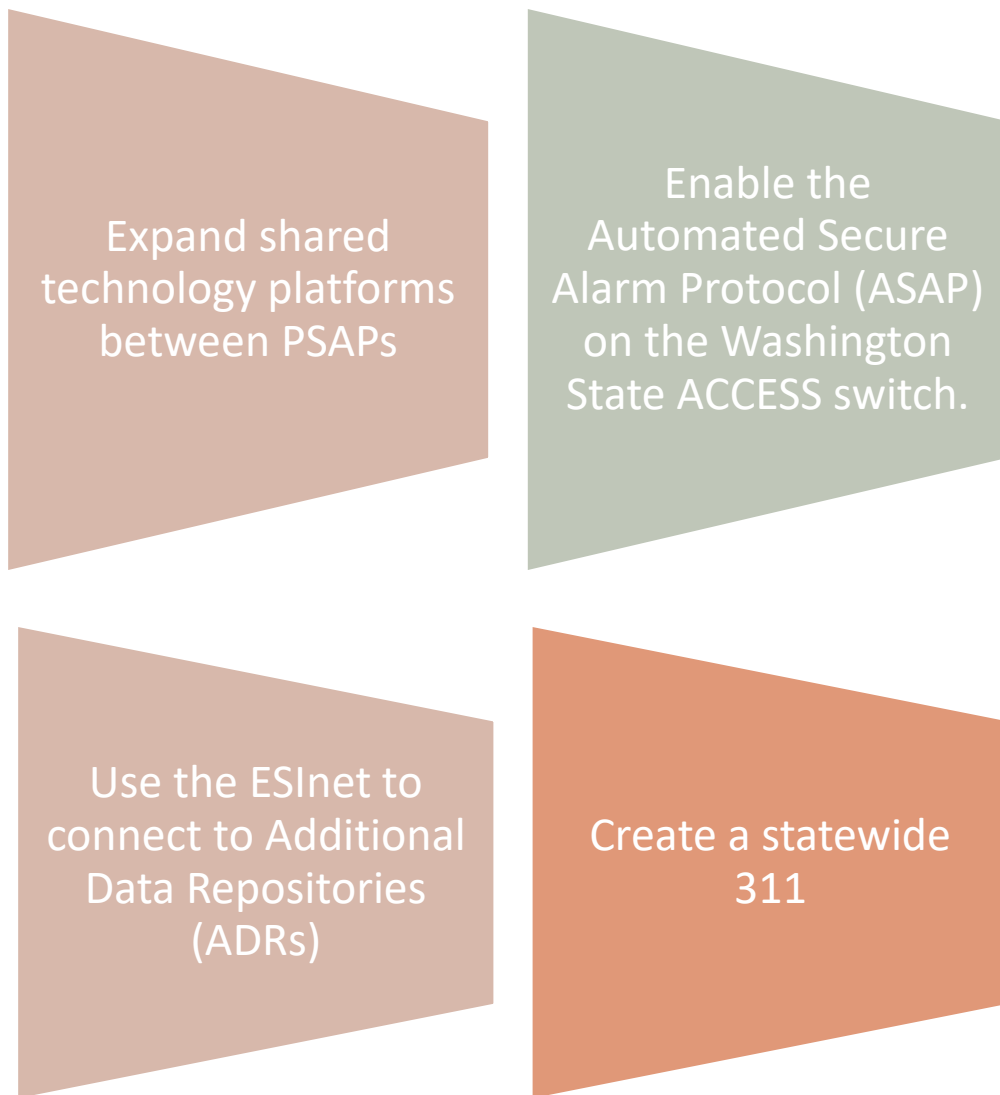 Expand shared
technology platforms
between PSAPs
Enable the
Automated Secure
Alarm Protocol (ASAP)
on the Washington
State ACCESS switch.
Use the ESInet to
connect to Additional
Data Repositories
(ADRs)
Create a statewide
311